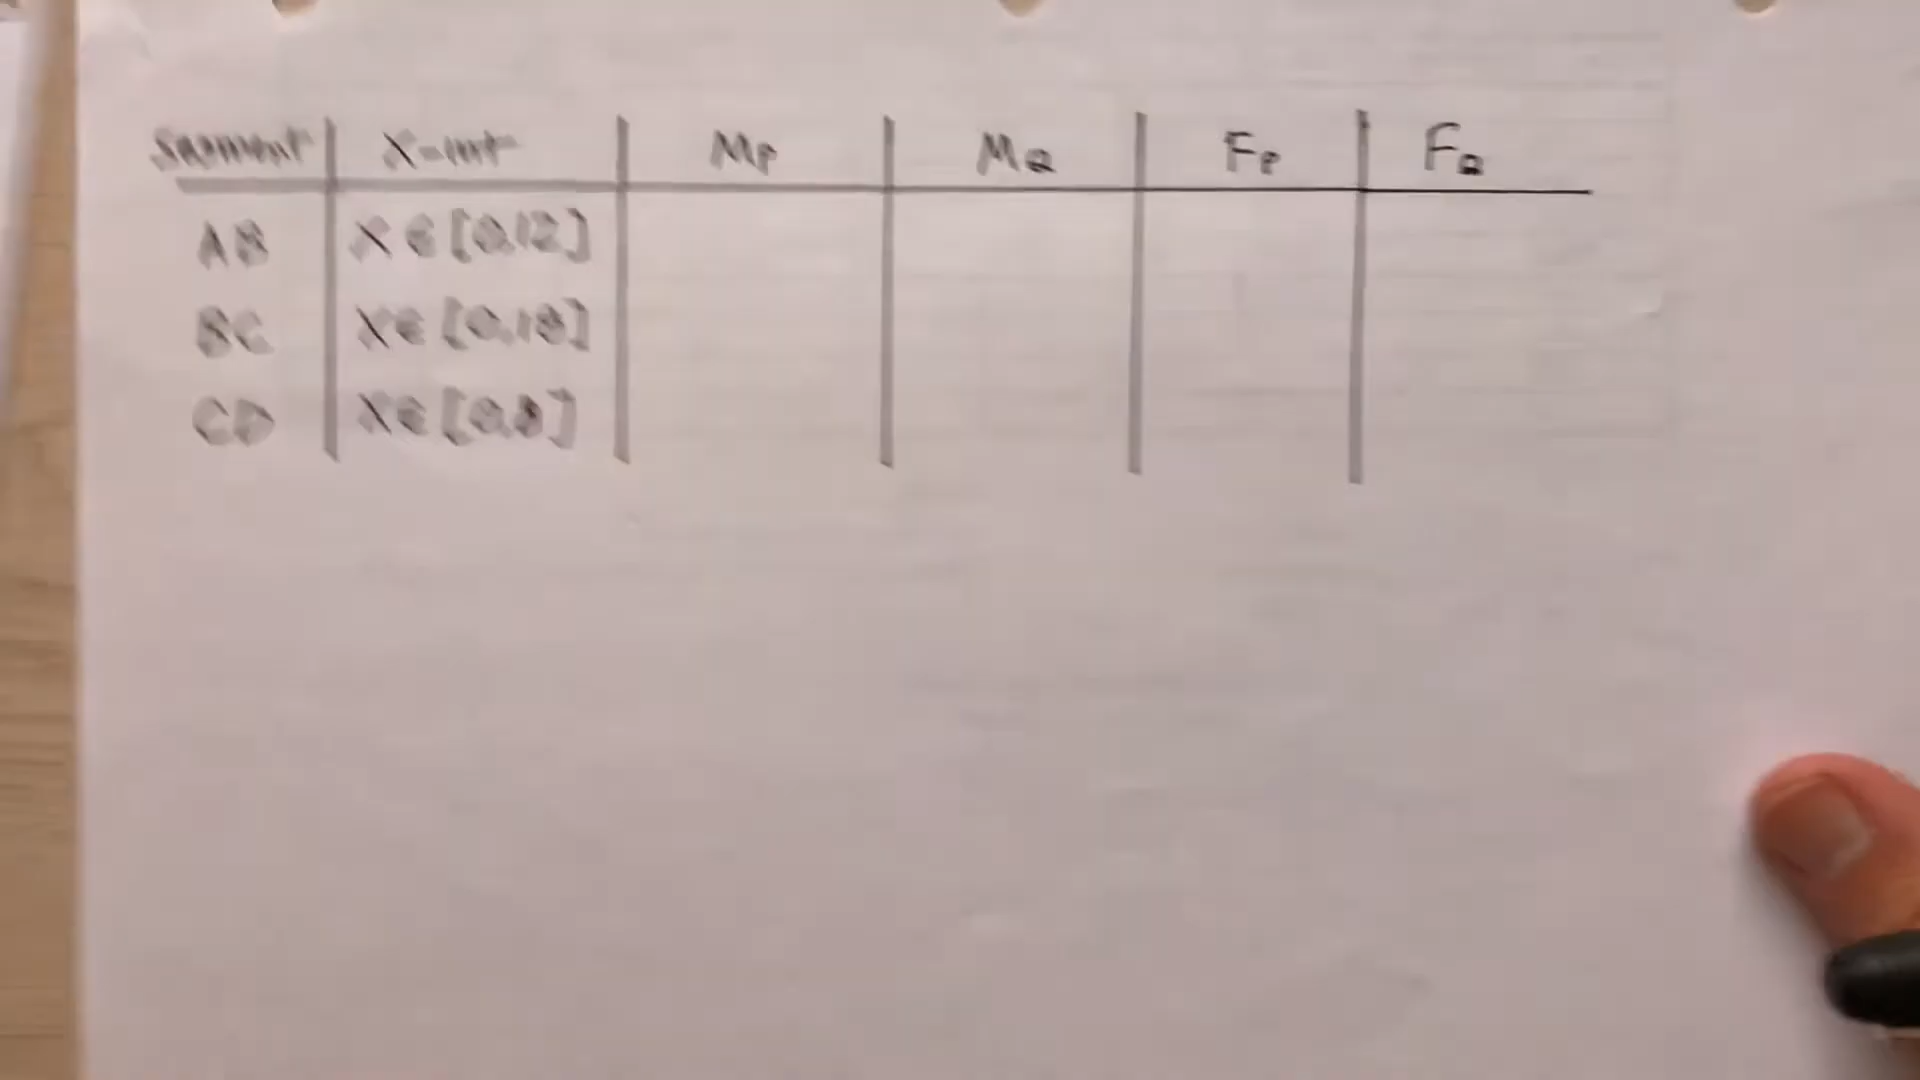 Segment X-int Mp MQ Fp FQ
AB X ∈ [0,12]
BC X ∈ [0,18]
CD X ∈ [0,8]